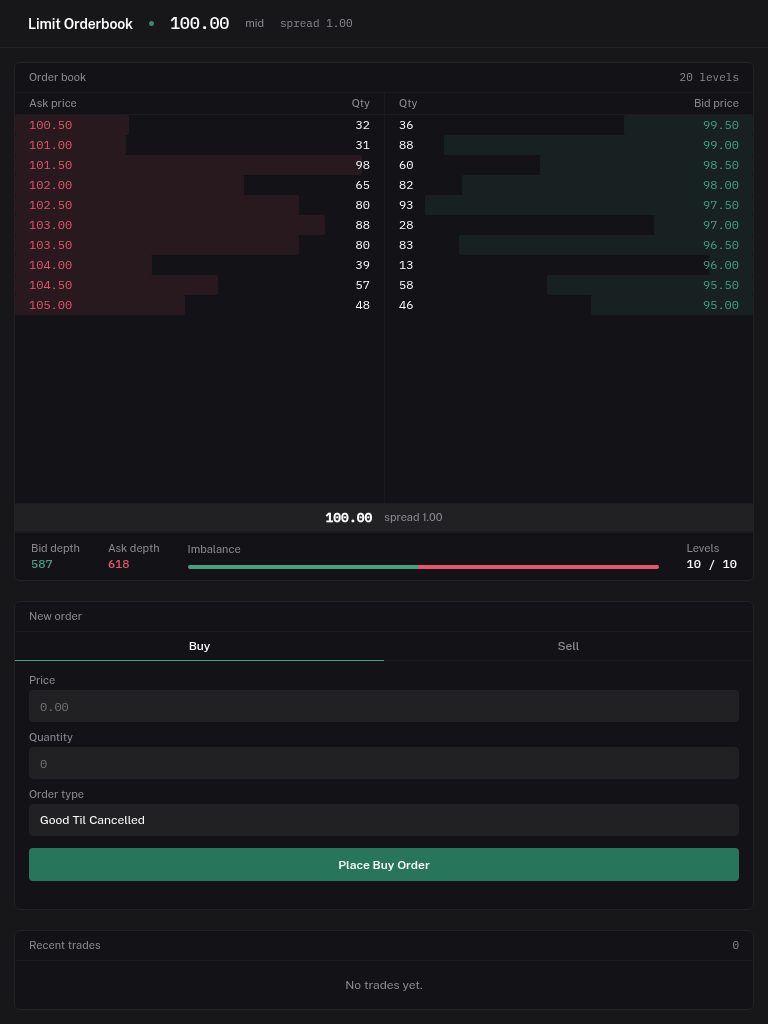 Limit Orderbook • 100.00 mid spread 1.00
Order book 20 levels
Ask price Qty Qty Bid price
100.50 32 36 99.50
101.00 31 88 99.00
101.50 98 60 98.50
102.00 65 82 98.00
102.50 80 93 97.50
103.00 88 28 97.00
103.50 80 83 96.50
104.00 39 13 96.00
104.50 57 58 95.50
105.00 48 46 95.00
100.00 spread 1.00
Bid depth Ask depth Imbalance Levels
587 618 10 / 10
New order
Buy Sell
Price
0.00
Quantity
0
Order type
Good Til Cancelled
Place Buy Order
Recent trades 0
No trades yet.